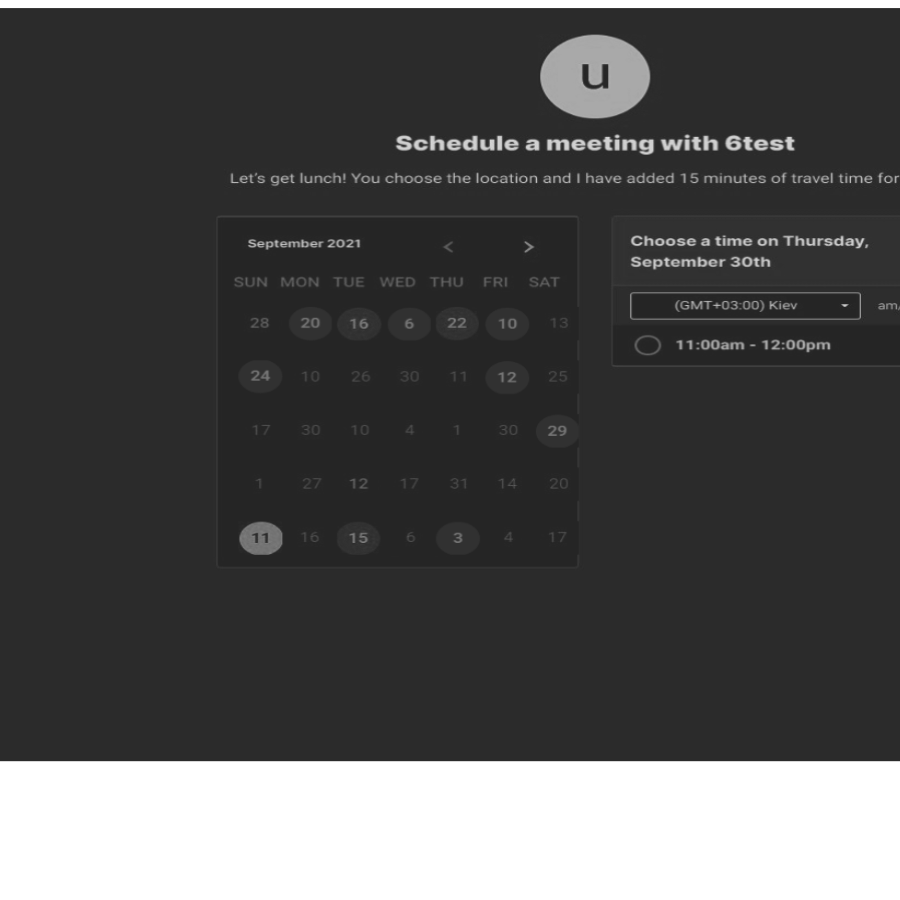 u
Schedule a meeting with 6test
Let's get lunch! You choose the location and I have added 15 minutes of travel time for
September 2021 < >
SUN MON TUE WED THU FRI SAT
28 20 16 6 22 10 13
24 10 26 30 11 12 25
17 30 10 4 1 30 29
1 27 12 17 31 14 20
11 16 15 6 3 4 17
Choose a time on Thursday,
September 30th
(GMT+03:00) Kiev am/
11:00am - 12:00pm